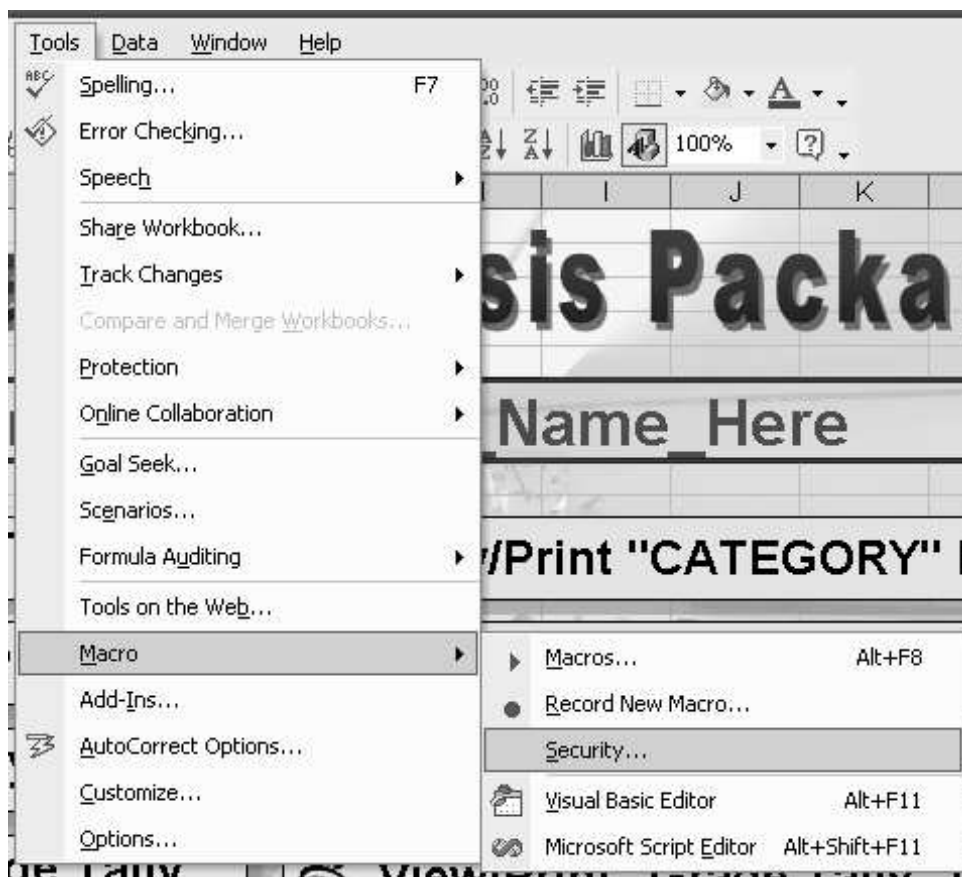 Tools Data Window Help
Spelling... F7
Error Checking...
100%
Speech
I J K
Share Workbook...
Track Changes
sis Packa
Compare and Merge Workbooks...
Protection
Online Collaboration
_Name_Here
Goal Seek...
Scenarios...
Formula Auditing
/Print "CATEGORY"
Tools on the Web...
Macro
Macros... Alt+F8
Add-Ins...
Record New Macro...
AutoCorrect Options...
Security...
Customize...
Visual Basic Editor Alt+F11
Options...
Microsoft Script Editor Alt+Shift+F11